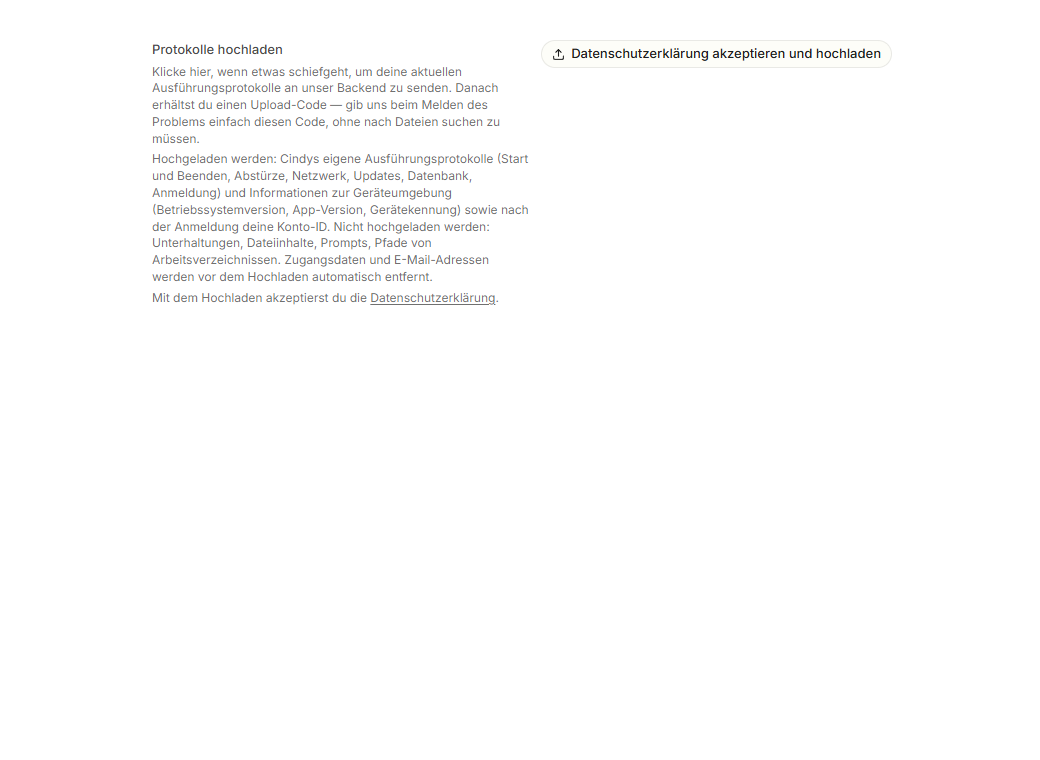 Protokolle hochladen
Klicke hier, wenn etwas schiefgeht, um deine aktuellen
Ausführungsprotokolle an unser Backend zu senden. Danach
erhältst du einen Upload-Code — gib uns beim Melden des
Problems einfach diesen Code, ohne nach Dateien suchen zu
müssen.
Hochgeladen werden: Cindys eigene Ausführungsprotokolle (Start
und Beenden, Abstürze, Netzwerk, Updates, Datenbank,
Anmeldung) und Informationen zur Geräteumgebung
(Betriebssystemversion, App-Version, Gerätekennung) sowie nach
der Anmeldung deine Konto-ID. Nicht hochgeladen werden:
Unterhaltungen, Dateiinhalte, Prompts, Pfade von
Arbeitsverzeichnissen. Zugangsdaten und E-Mail-Adressen
werden vor dem Hochladen automatisch entfernt.
Mit dem Hochladen akzeptierst du die Datenschutzerklärung.
Datenschutzerklärung akzeptieren und hochladen